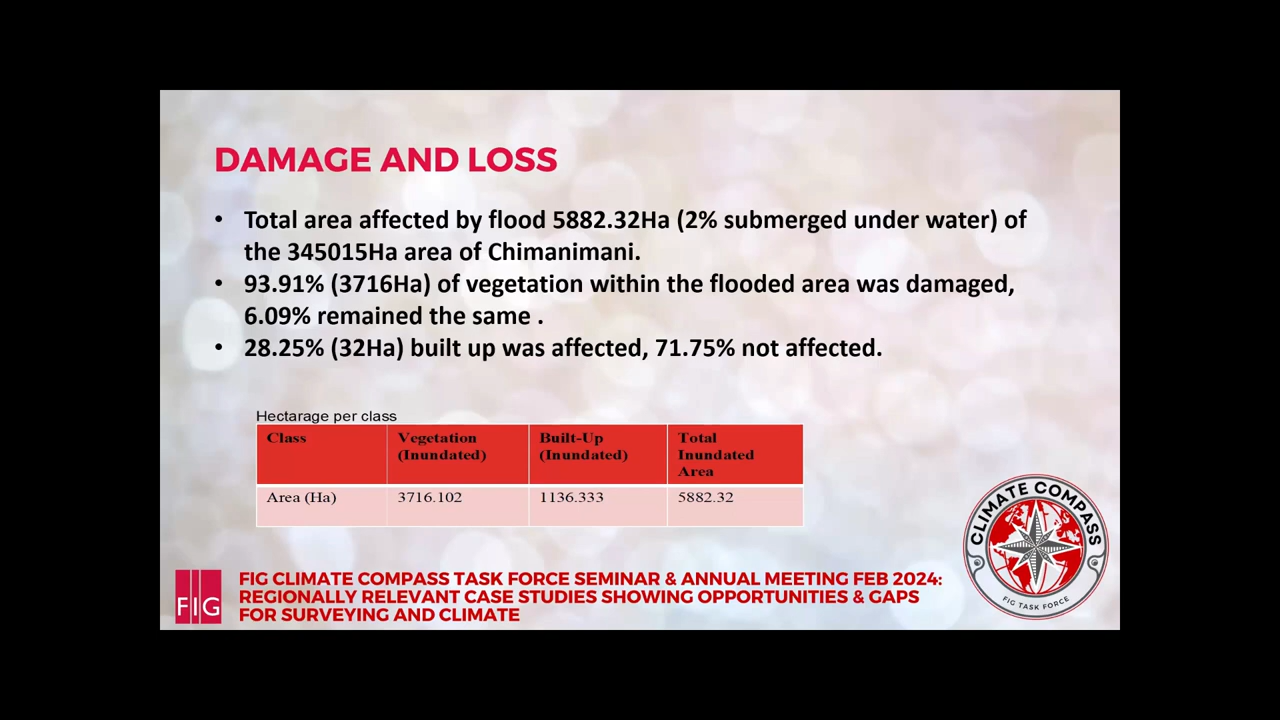 DAMAGE AND LOSS
• Total area affected by flood 5882.32Ha (2% submerged under water) of
the 345015Ha area of Chimanimani.
• 93.91% (3716Ha) of vegetation within the flooded area was damaged,
6.09% remained the same .
• 28.25% (32Ha) built up was affected, 71.75% not affected.
Hectarage per class
Class Vegetation (Inundated) Built-Up (Inundated) Total Inundated Area
Area (Ha) 3716.102 1136.333 5882.32
CLIMATE COMPASS
FIG TASK FORCE
FIG
FIG CLIMATE COMPASS TASK FORCE SEMINAR & ANNUAL MEETING FEB 2024:
REGIONALLY RELEVANT CASE STUDIES SHOWING OPPORTUNITIES & GAPS
FOR SURVEYING AND CLIMATE